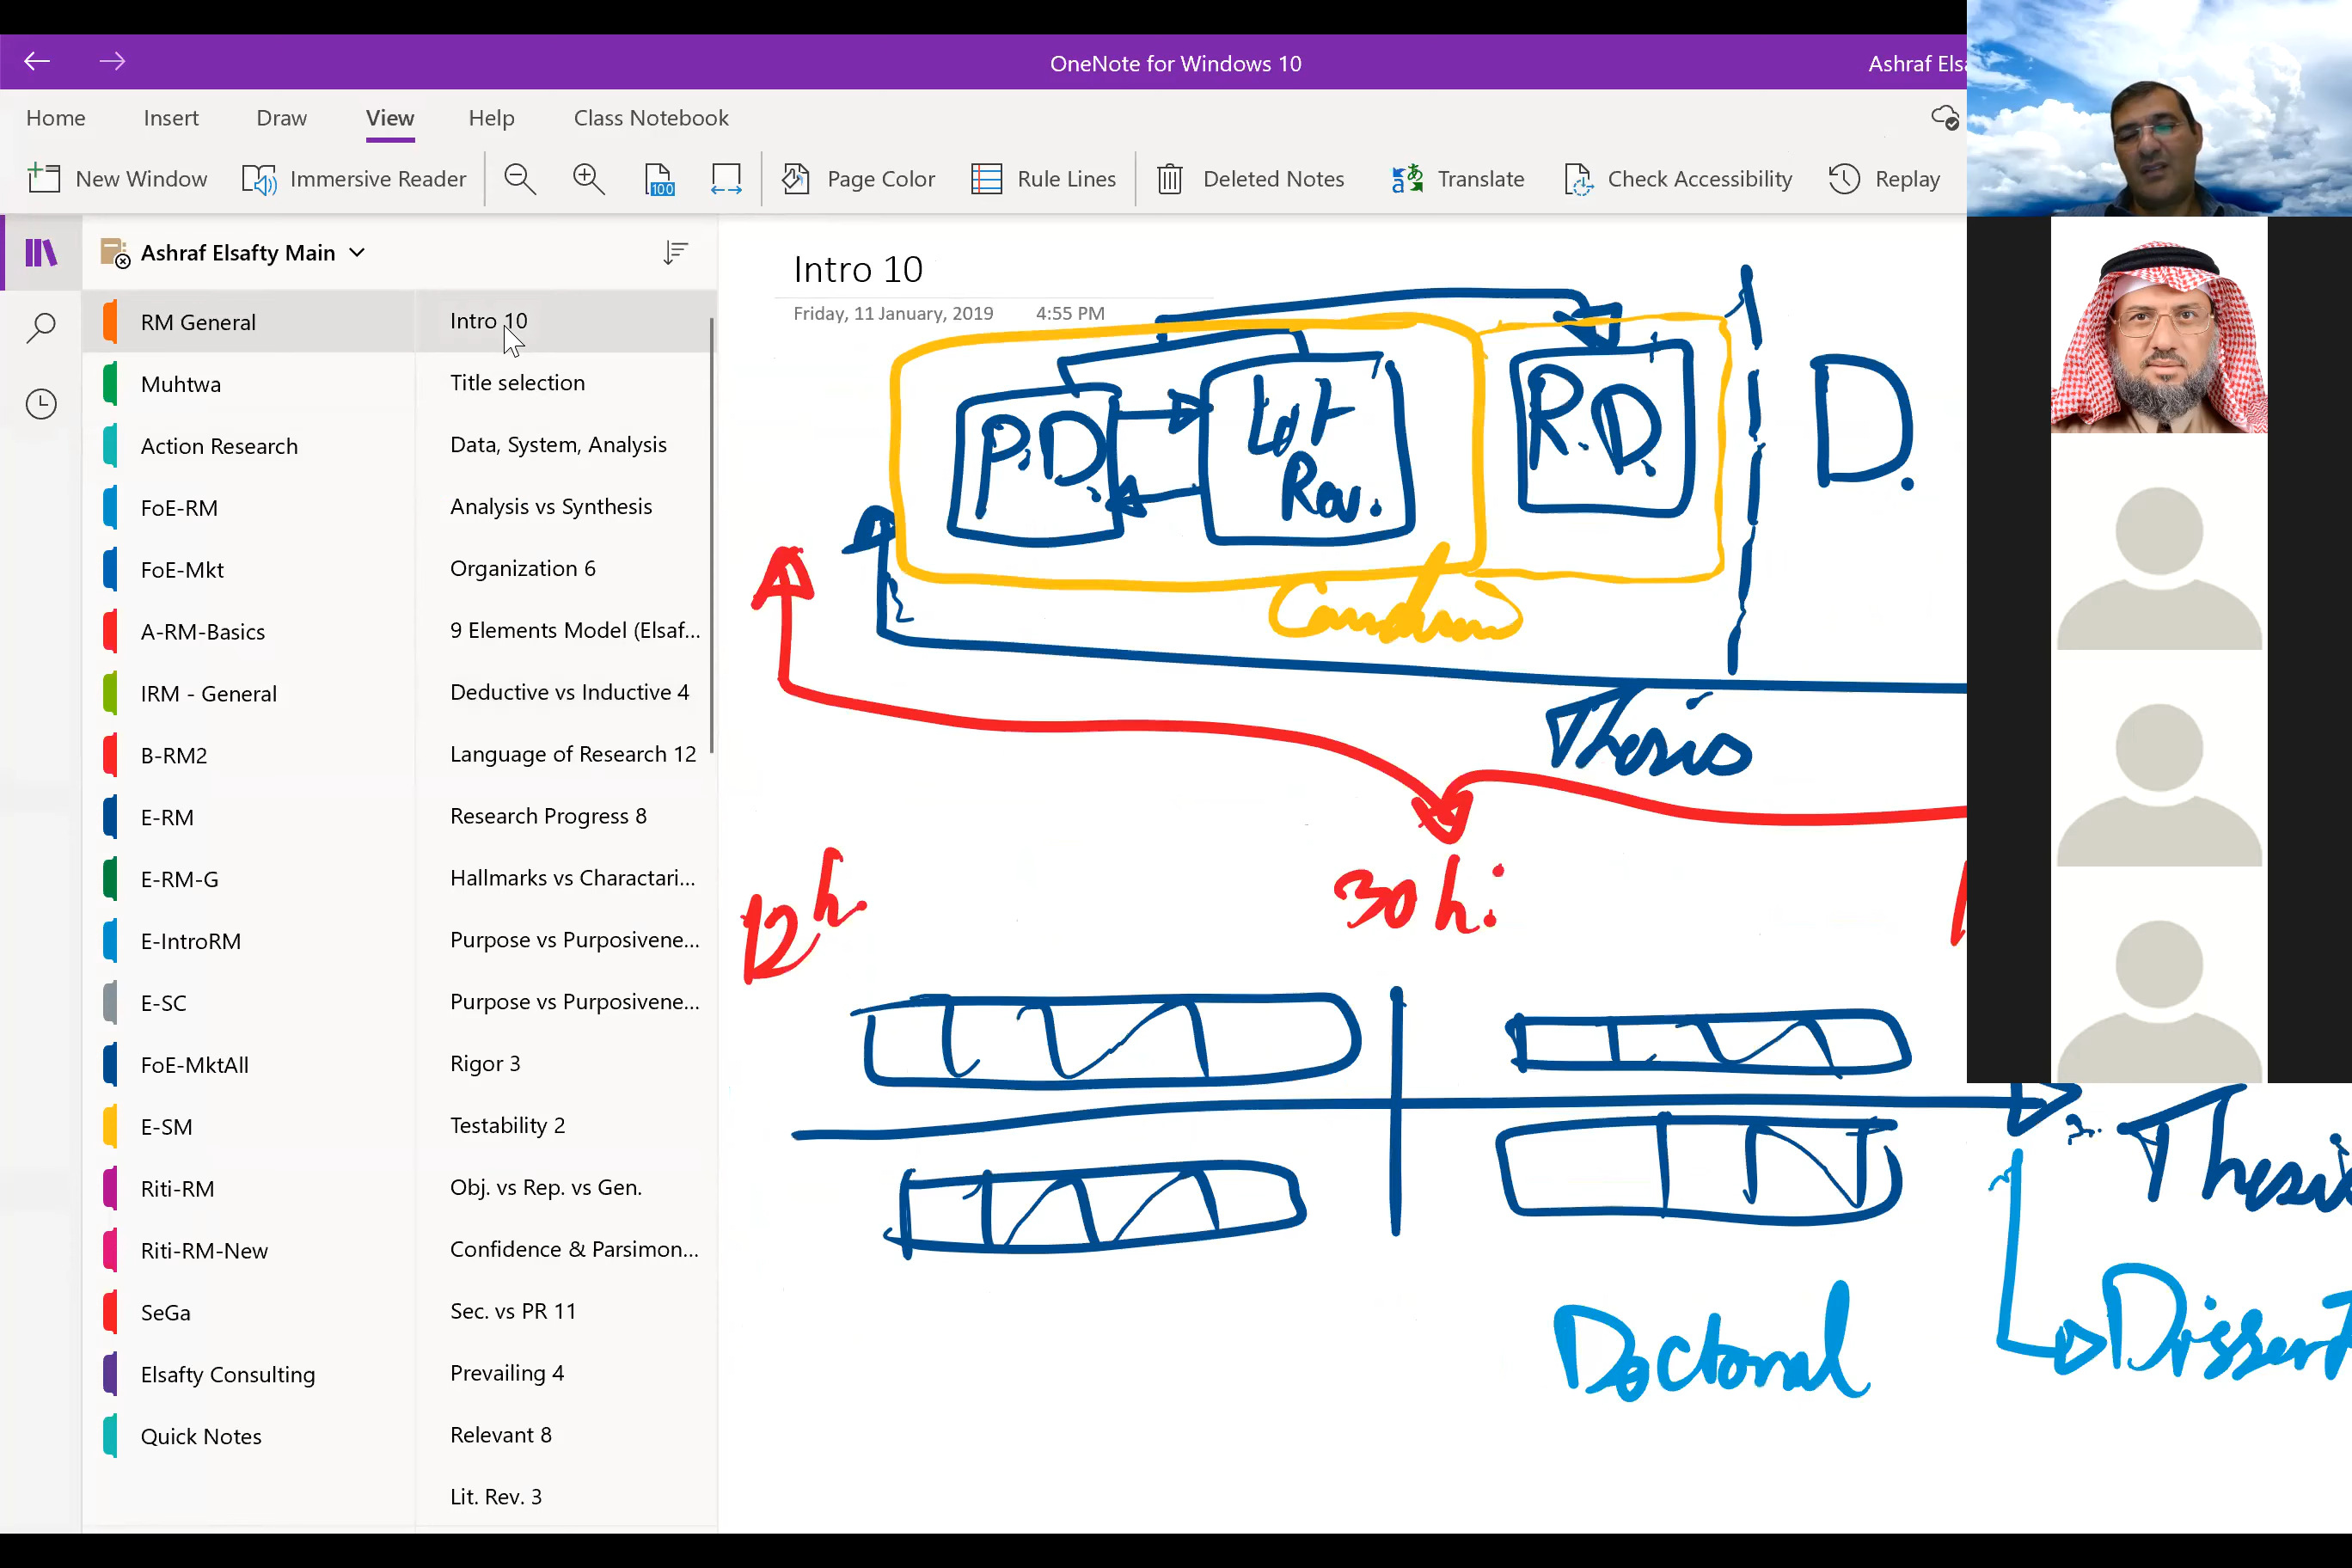 OneNote for Windows 10
Ashraf Els
Home Insert Draw View Help Class Notebook
New Window Immersive Reader 100 Page Color Rule Lines Deleted Notes Translate Check Accessibility Replay
Ashraf Elsafty Main
RM General
Muhtwa
Action Research
FoE-RM
FoE-Mkt
A-RM-Basics
IRM - General
B-RM2
E-RM
E-RM-G
E-IntroRM
E-SC
FoE-MktAll
E-SM
Riti-RM
Riti-RM-New
SeGa
Elsafty Consulting
Quick Notes
Intro 10
Title selection
Data, System, Analysis
Analysis vs Synthesis
Organization 6
9 Elements Model (Elsaf...
Deductive vs Inductive 4
Language of Research 12
Research Progress 8
Hallmarks vs Charactari...
Purpose vs Purposivene...
Purpose vs Purposivene...
Rigor 3
Testability 2
Obj. vs Rep. vs Gen.
Confidence & Parsimon...
Sec. vs PR 11
Prevailing 4
Relevant 8
Lit. Rev. 3
Intro 10
Friday, 11 January, 2019 4:55 PM
P.D.
Lit
Rev.
R.D.
D.
Thesis
12 h.
30 h.
Thesi
Doctoral
Dissert